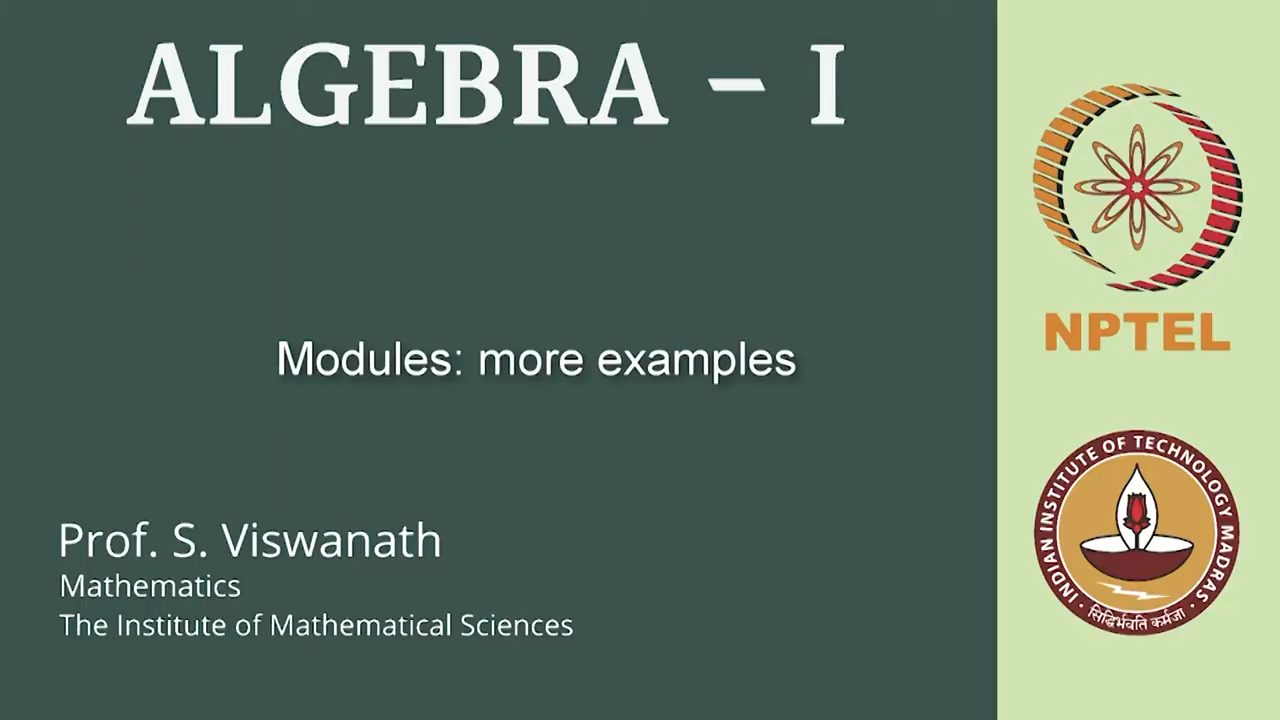 ALGEBRA – I
Modules: more examples
Prof. S. Viswanath
Mathematics
The Institute of Mathematical Sciences
NPTEL
INDIAN INSTITUTE OF TECHNOLOGY MADRAS
सिद्धिर्भवति कर्मजा